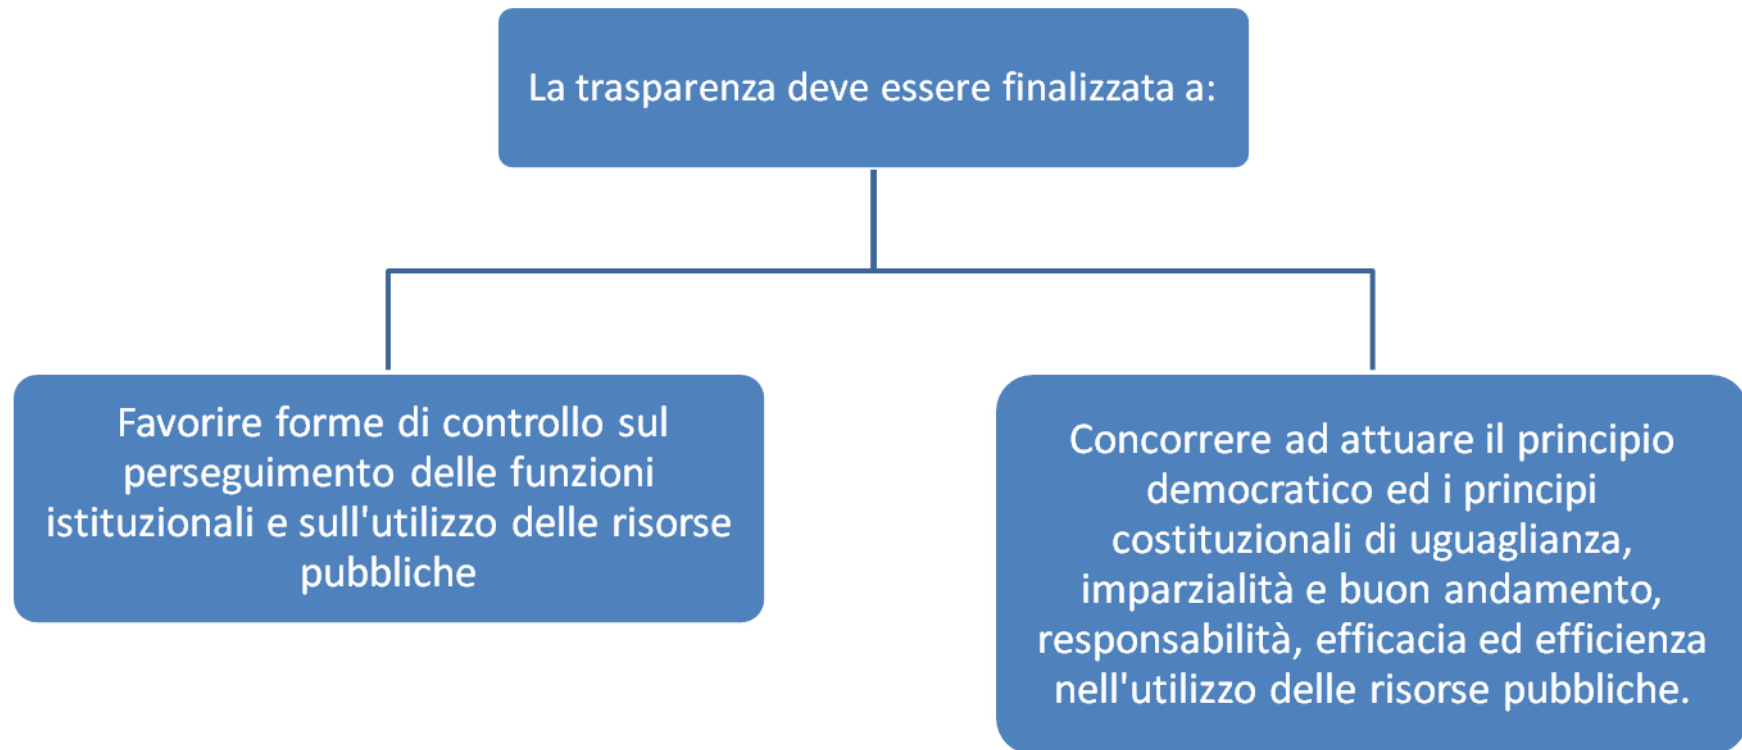 La trasparenza deve essere finalizzata a:
Favorire forme di controllo sul
perseguimento delle funzioni
istituzionali e sull'utilizzo delle risorse
pubbliche
Concorrere ad attuare il principio
democratico ed i principi
costituzionali di uguaglianza,
imparzialità e buon andamento,
responsabilità, efficacia ed efficienza
nell'utilizzo delle risorse pubbliche.